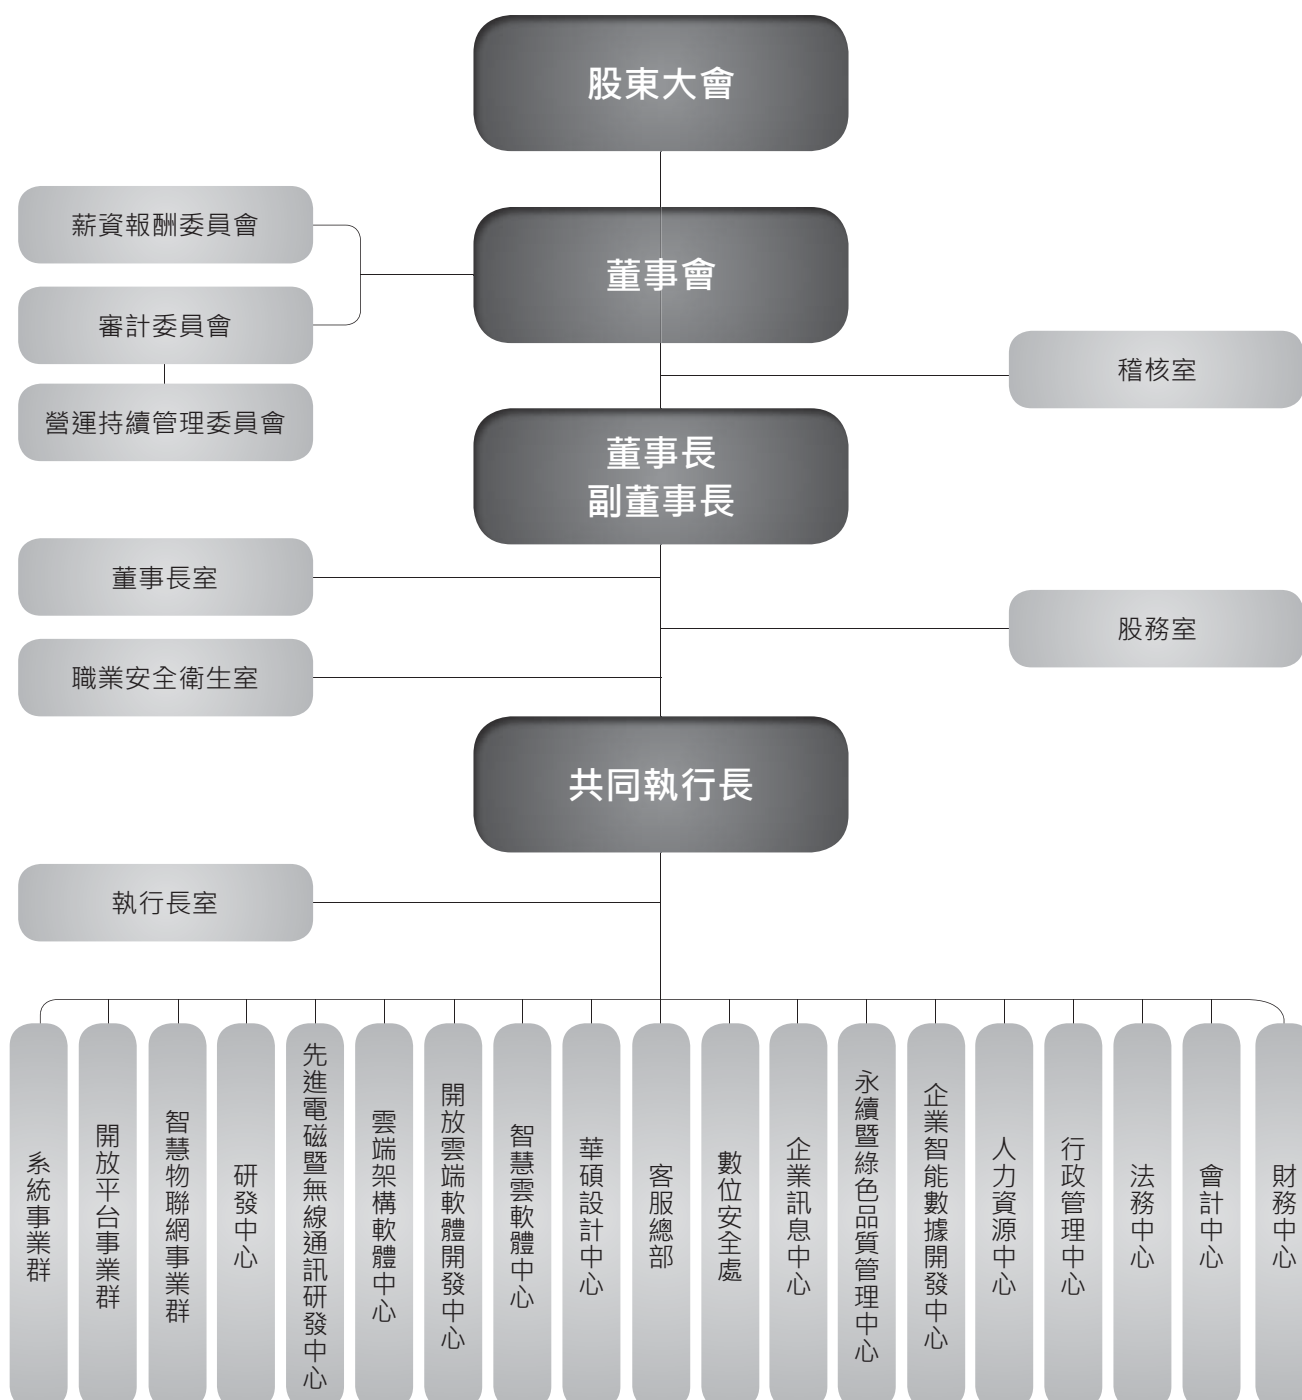 股東大會
薪資報酬委員會
董事會
審計委員會
稽核室
營運持續管理委員會
董事長
副董事長
董事長室
股務室
職業安全衛生室
共同執行長
執行長室
系統事業群
開放平台事業群
智慧物聯網事業群
研發中心
先進電磁暨無線通訊研發中心
雲端架構軟體中心
開放雲端軟體開發中心
智慧雲軟體中心
華碩設計中心
客服總部
數位安全處
企業訊息中心
永續暨綠色品質管理中心
企業智能數據開發中心
人力資源中心
行政管理中心
法務中心
會計中心
財務中心